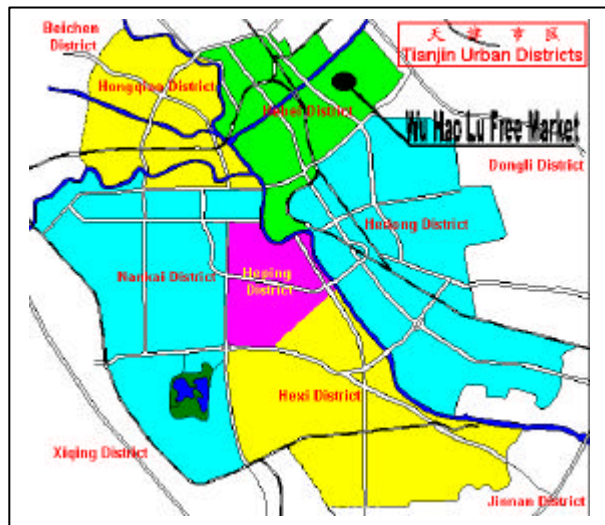 天津市区
Tianjin Urban Districts
Beichen
District
Hongqiao District
Hebei District
Wu Hao Lu Free Market
Dongli District
Hedong District
Nankai District
Heping
District
Hexi District
Xiqing District
Jinnan District